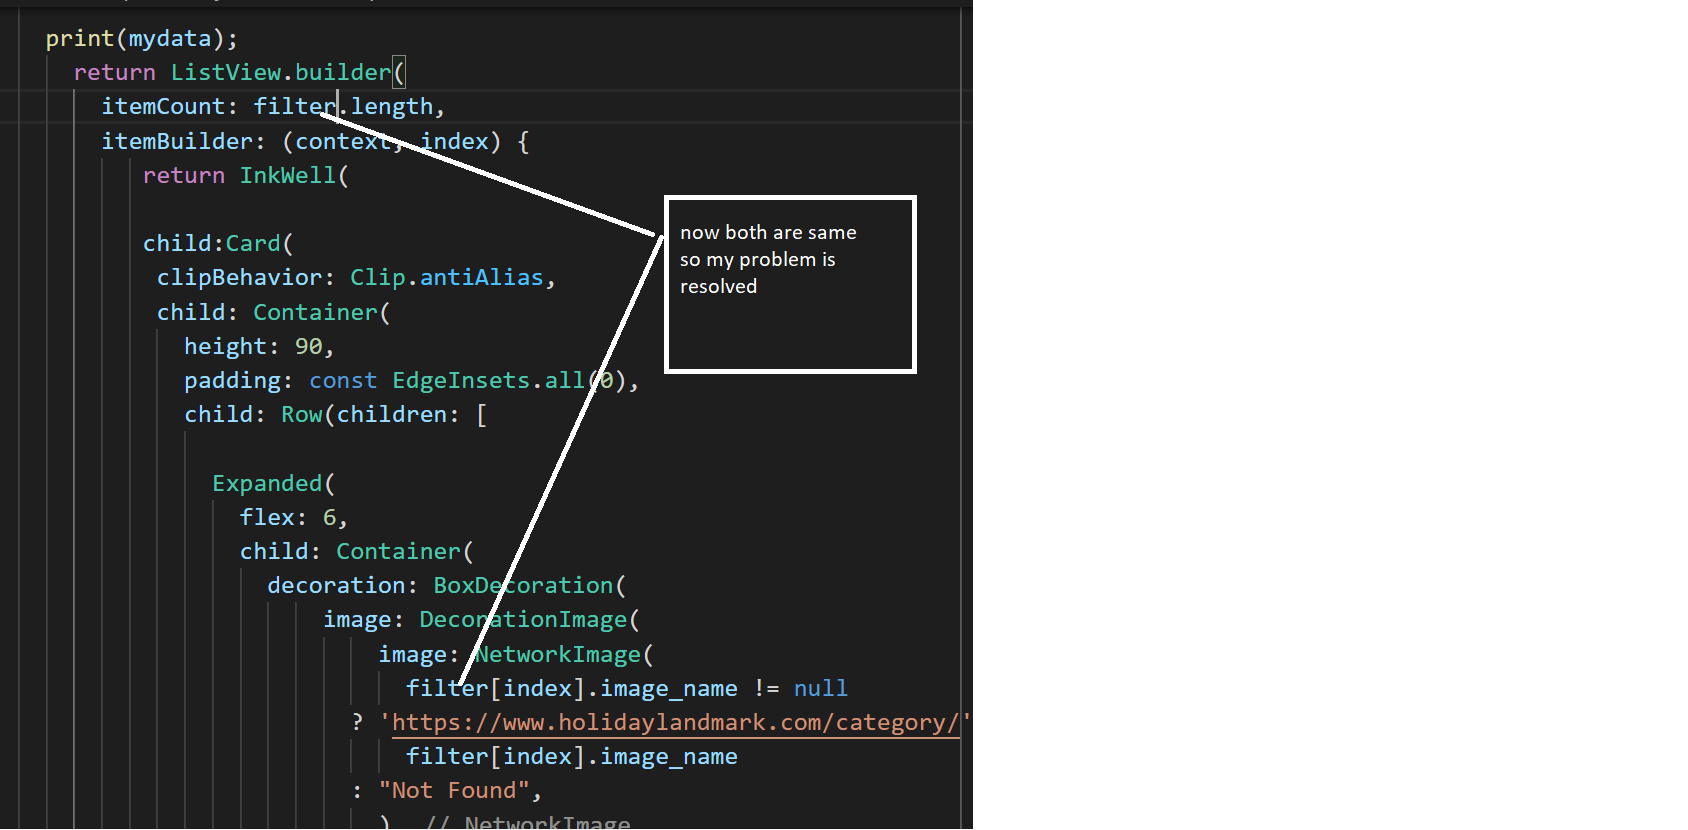 print(mydata);
return ListView.builder(
itemCount: filter.length,
itemBuilder: (context, index) {
return InkWell(
child:Card(
clipBehavior: Clip.antiAlias,
child: Container(
height: 90,
padding: const EdgeInsets.all(0),
child: Row(children: [
Expanded(
flex: 6,
child: Container(
decoration: BoxDecoration(
image: DecorationImage(
image: NetworkImage(
filter[index].image_name != null
? 'https://www.holidaylandmark.com/category/'
filter[index].image_name
: "Not Found",
) // NetworkImage
now both are same
so my problem is
resolved